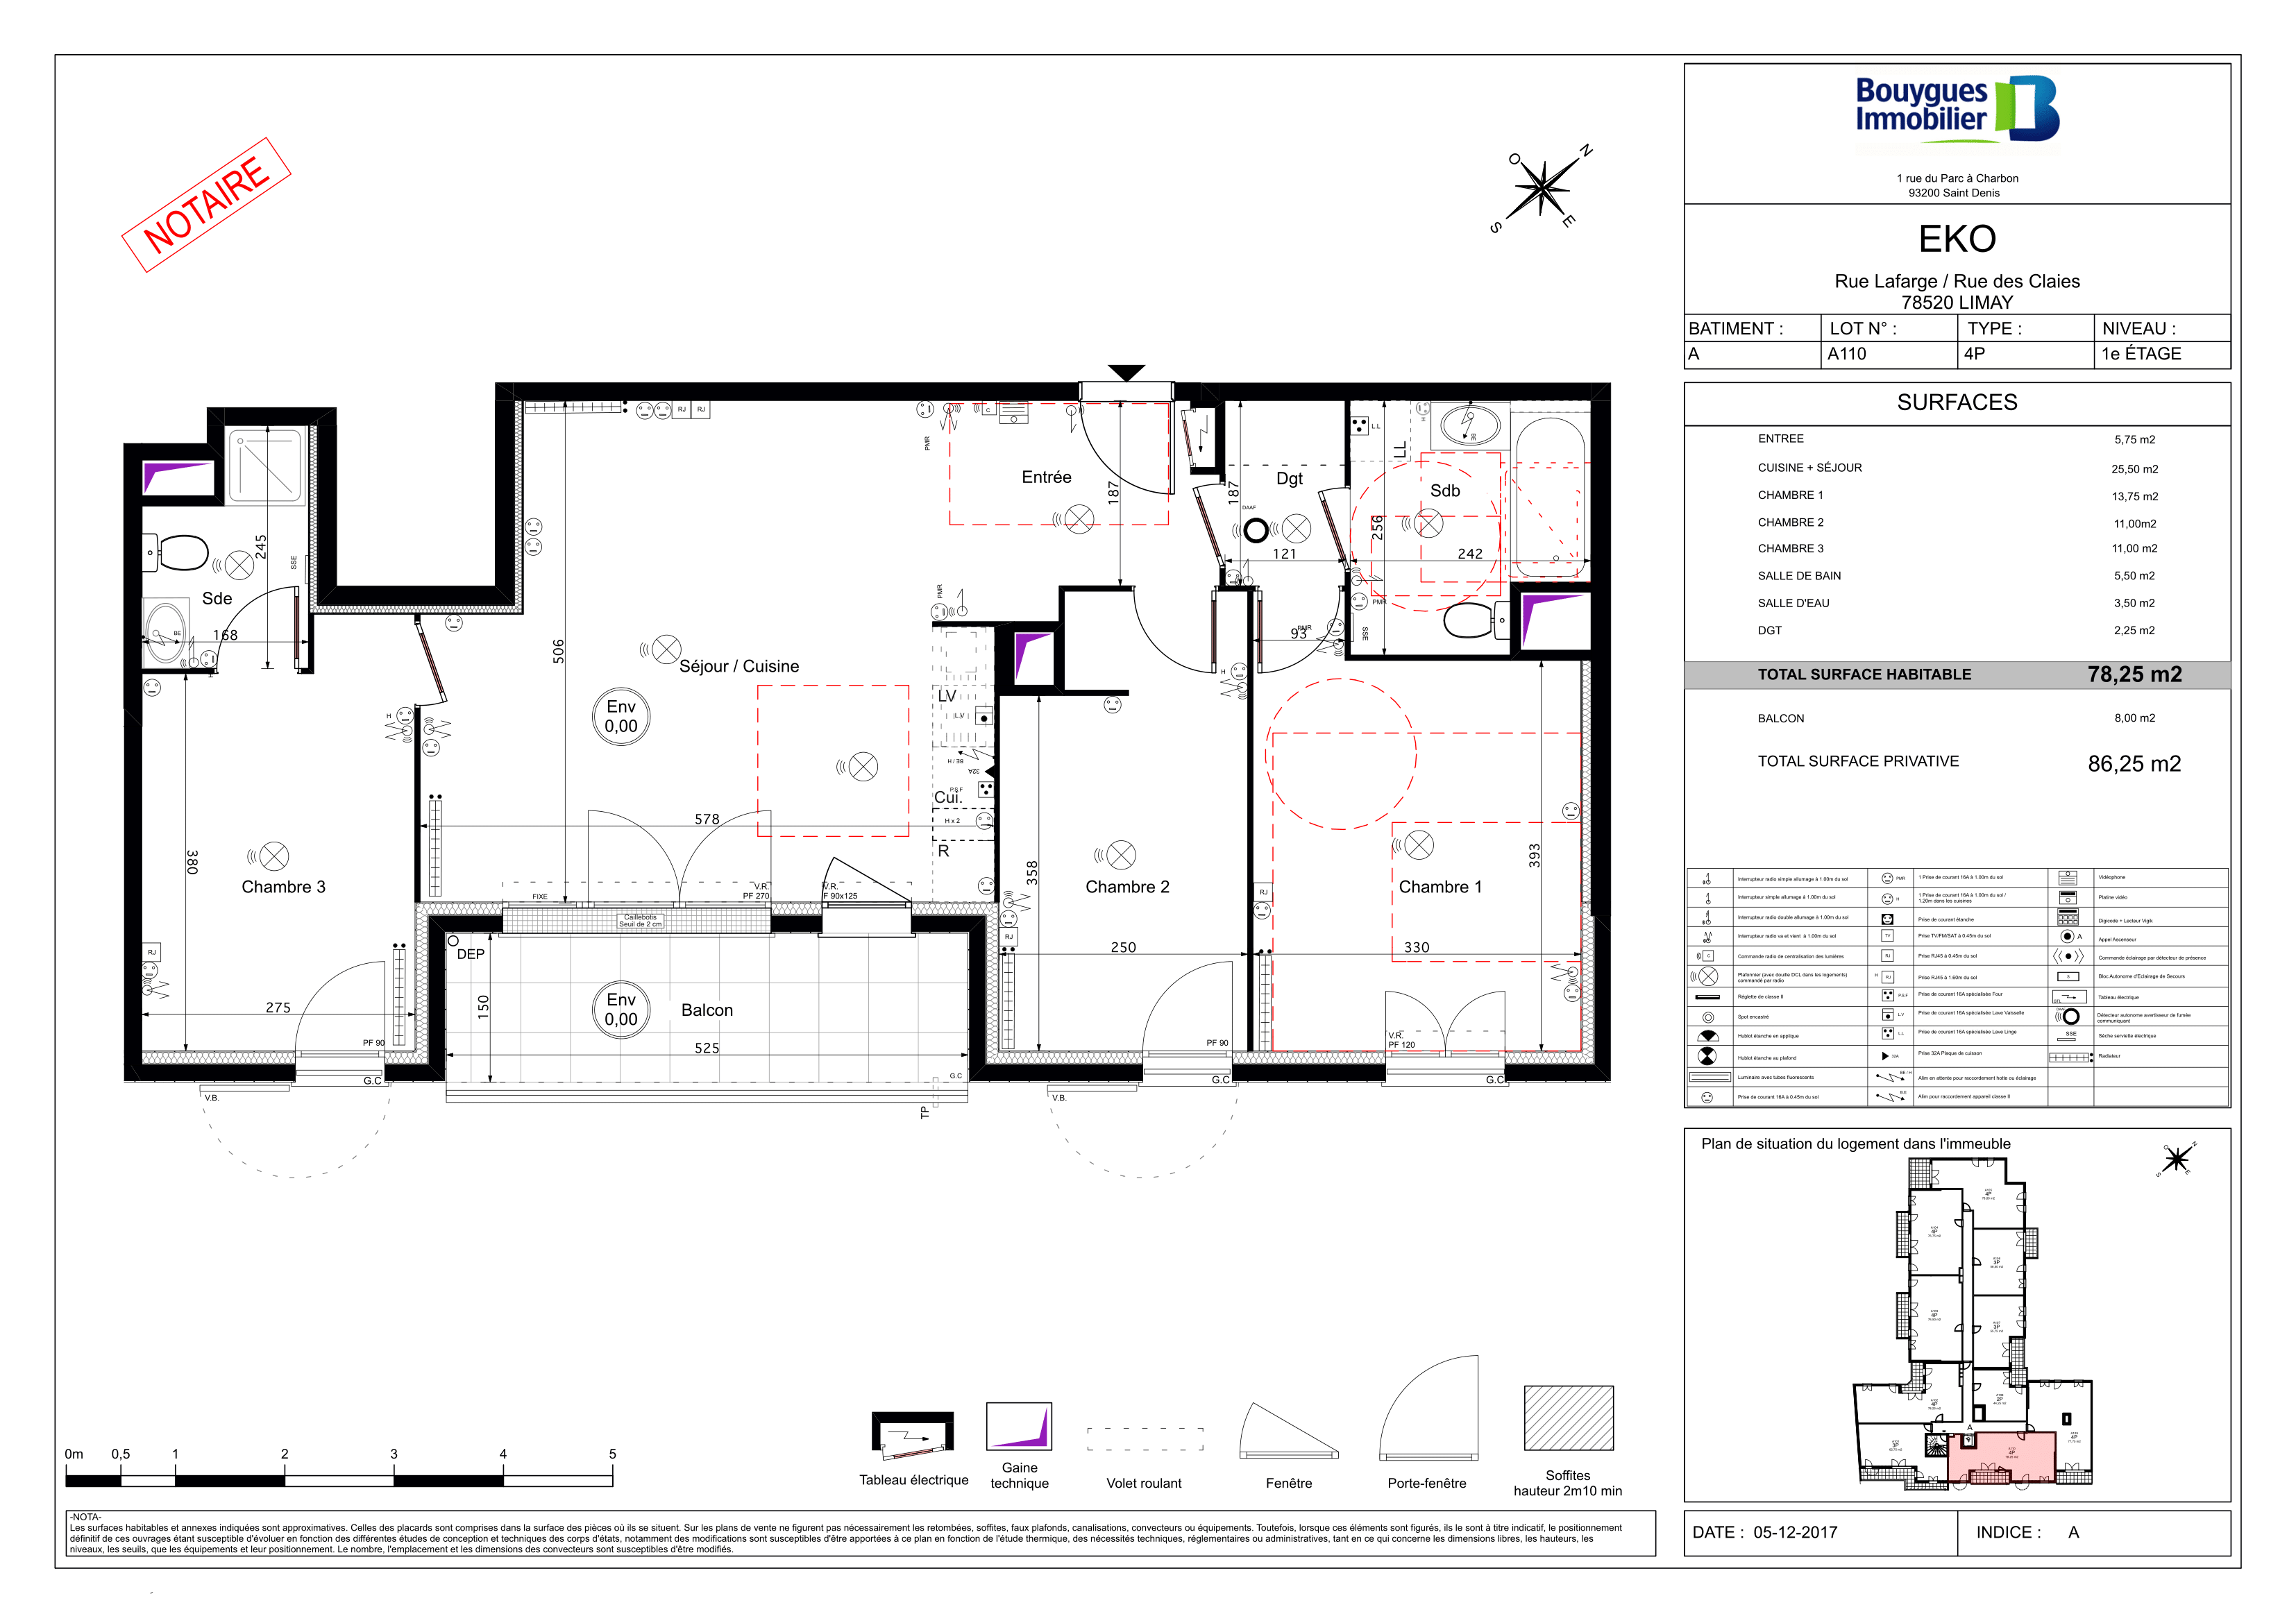 NOTAIRE
O
N
S
E
Bouygues
Immobilier
1 rue du Parc à Charbon
93200 Saint Denis
EKO
Rue Lafarge / Rue des Claies
78520 LIMAY
BATIMENT : LOT N° : TYPE : NIVEAU :
A A110 4P 1e ÉTAGE
SURFACES
ENTREE 5,75 m2
CUISINE + SÉJOUR 25,50 m2
CHAMBRE 1 13,75 m2
CHAMBRE 2 11,00m2
CHAMBRE 3 11,00 m2
SALLE DE BAIN 5,50 m2
SALLE D'EAU 3,50 m2
DGT 2,25 m2
TOTAL SURFACE HABITABLE 78,25 m2
BALCON 8,00 m2
TOTAL SURFACE PRIVATIVE 86,25 m2
Interrupteur radio simple allumage à 1.00m du sol
PMR
1 Prise de courant 16A à 1.00m du sol
Vidéophone
Interrupteur simple allumage à 1.00m du sol
H
1 Prise de courant 16A à 1.00m du sol /
1.20m dans les cuisines
Platine vidéo
Interrupteur radio double allumage à 1.00m du sol
Prise de courant étanche
Digicode + Lecteur Vigik
Interrupteur radio va et vient à 1.00m du sol
TV
Prise TV/FM/SAT à 0.45m du sol
A
Appel Ascenseur
C
Commande radio de centralisation des lumières
RJ
Prise RJ45 à 0.45m du sol
Commande éclairage par détecteur de présence
Plafonnier (avec douille DCL dans les logements)
commandé par radio
H
RJ
Prise RJ45 à 1.60m du sol
Bloc Autonome d'Eclairage de Secours
Réglette de classe II
P.S.F
Prise de courant 16A spécialisée Four
Tableau électrique
Spot encastré
L.V
Prise de courant 16A spécialisée Lave Vaisselle
Détecteur autonome avertisseur de fumée
communiquant
Hublot étanche en applique
L.L
Prise de courant 16A spécialisée Lave Linge
SSE
Sèche serviette électrique
Hublot étanche au plafond
32A
Prise 32A Plaque de cuisson
Radiateur
Luminaire avec tubes fluorescents
BE / H
Alim en attente pour raccordement hotte ou éclairage
Prise de courant 16A à 0.45m du sol
B.E
Alim pour raccordement appareil classe II
Plan de situation du logement dans l'immeuble
O
N
S
E
4P
4P
3P
4P
3P
4P
2P
3P
4P
4P
A
DATE : 05-12-2017 INDICE : A
RJ
RJ
PMR
C
Entrée
187
187
Dgt
DAAF
121
L.L
LL
H
BE
Sdb
256
242
PMR
SSE
PMR
93
245
SSE
Sde
BE
168
H
506
Séjour / Cuisine
PMR
Env
0,00
LV
L.V
BE / H
32A
P.S.F
Cui.
H x 2
R
578
V.R.
PF 270
V.R.
F 90x125
FIXE
Caillebotis
Seuil de 2 cm
380
Chambre 3
RJ
275
PF 90
G.C
V.B.
DEP
150
Env
0,00
Balcon
525
G.C
TP
H
358
Chambre 2
RJ
250
PF 90
G.C
V.B.
RJ
393
Chambre 1
330
V.R.
PF 120
G.C
0m 0,5 1 2 3 4 5
Tableau électrique
Gaine
technique
Volet roulant
Fenêtre
Porte-fenêtre
Soffites
hauteur 2m10 min
-NOTA-
Les surfaces habitables et annexes indiquées sont approximatives. Celles des placards sont comprises dans la surface des pièces où ils se situent. Sur les plans de vente ne figurent pas nécessairement les retombées, soffites, faux plafonds, canalisations, convecteurs ou équipements. Toutefois, lorsque ces éléments sont figurés, ils le sont à titre indicatif, le positionnement
définitif de ces ouvrages étant susceptible d'évoluer en fonction des différentes études de conception et techniques des corps d'états, notamment des modifications sont susceptibles d'être apportées à ce plan en fonction de l'étude thermique, des nécessités techniques, réglementaires ou administratives, tant en ce qui concerne les dimensions libres, les hauteurs, les
niveaux, les seuils, que les équipements et leur positionnement. Le nombre, l'emplacement et les dimensions des convecteurs sont susceptibles d'être modifiés.